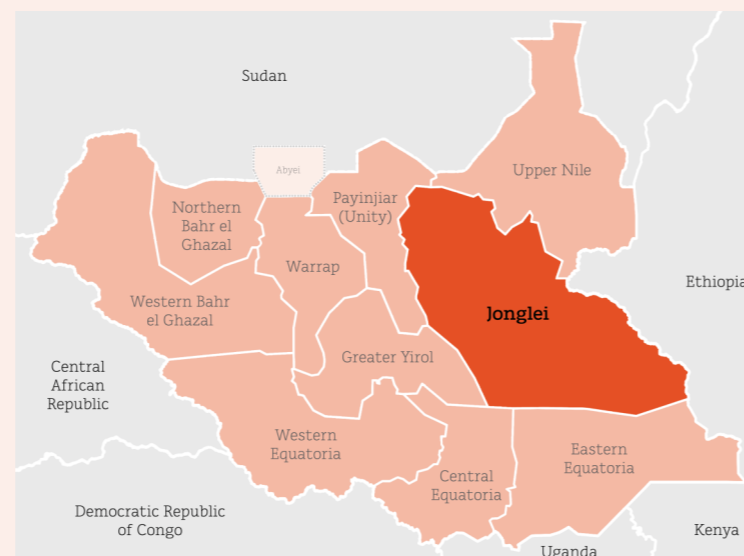 Sudan
Abyei
Upper Nile
Payinjiar
(Unity)
Northern
Bahr el
Ghazal
Warrap
Ethiopia
Western Bahr
el Ghazal
Jonglei
Greater Yirol
Central
African
Republic
Western
Equatoria
Eastern
Equatoria
Central
Equatoria
Democratic Republic
of Congo
Kenya
Uganda